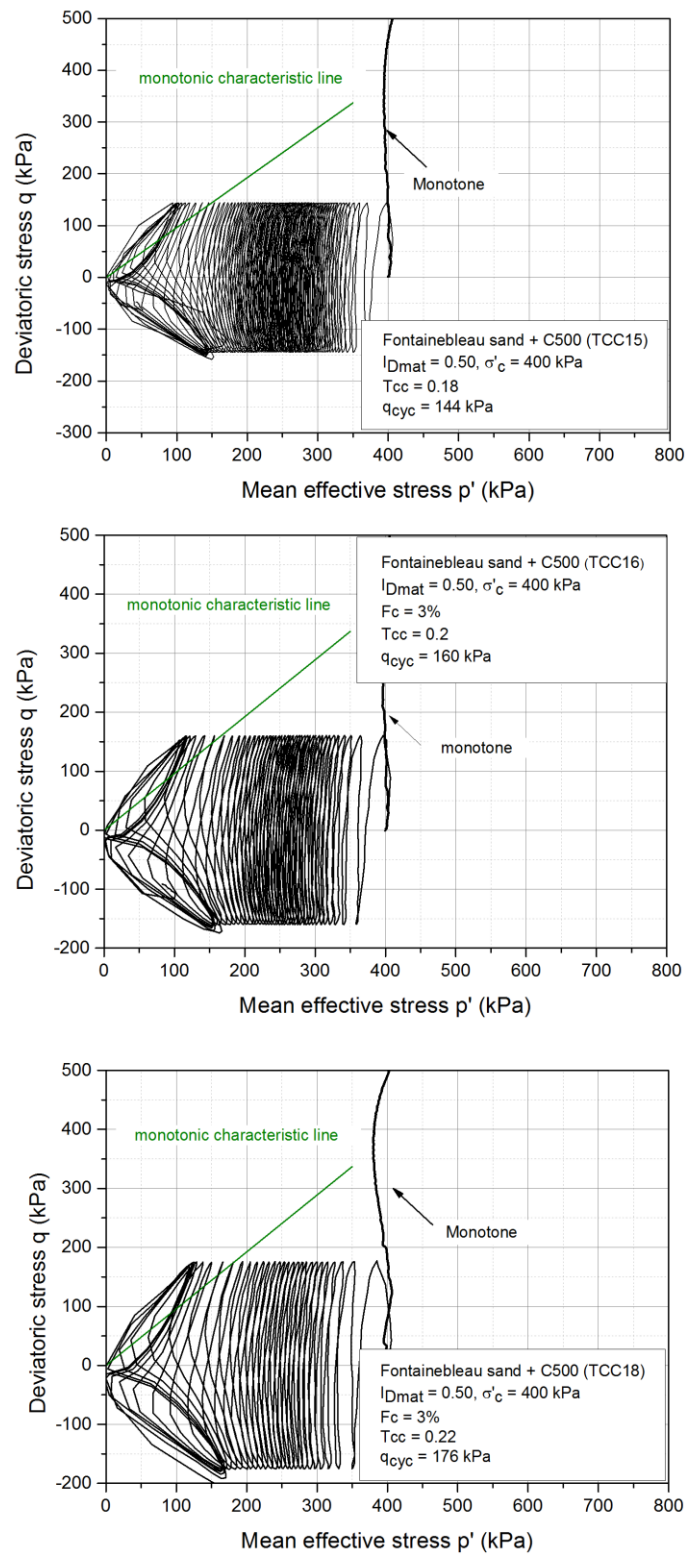 500
400
300
200
100
0
-100
-200
-300
0 100 200 300 400 500 600 700 800
Deviatoric stress q (kPa)
Mean effective stress p' (kPa)
monotonic characteristic line
Monotone
Fontainebleau sand + C500 (TCC15)
IDmat = 0.50, σ'c = 400 kPa
Tcc = 0.18
qcyc = 144 kPa
500
400
300
200
100
0
-100
-200
0 100 200 300 400 500 600 700 800
Deviatoric stress q (kPa)
Mean effective stress p' (kPa)
Fontainebleau sand + C500 (TCC16)
IDmat = 0.50, σ'c = 400 kPa
Fc = 3%
Tcc = 0.2
qcyc = 160 kPa
monotonic characteristic line
monotone
500
400
300
200
100
0
-100
-200
0 100 200 300 400 500 600 700 800
Deviatoric stress q (kPa)
Mean effective stress p' (kPa)
monotonic characteristic line
Monotone
Fontainebleau sand + C500 (TCC18)
IDmat = 0.50, σ'c = 400 kPa
Fc = 3%
Tcc = 0.22
qcyc = 176 kPa